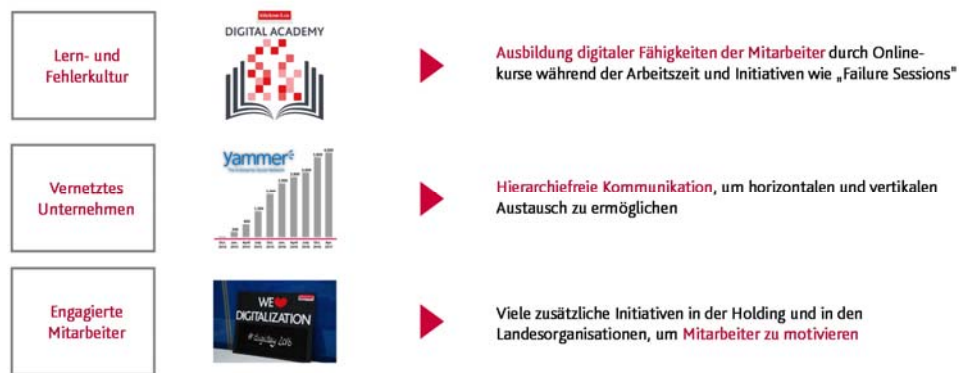 Lern- und
Fehlerkultur
DIGITAL ACADEMY
Ausbildung digitaler Fähigkeiten der Mitarbeiter durch Online-
kurse während der Arbeitszeit und Initiativen wie „Failure Sessions"
Vernetztes
Unternehmen
yammer
Hierarchiefreie Kommunikation, um horizontalen und vertikalen
Austausch zu ermöglichen
Engagierte
Mitarbeiter
WE
DIGITALIZATION
Viele zusätzliche Initiativen in der Holding und in den
Landesorganisationen, um Mitarbeiter zu motivieren